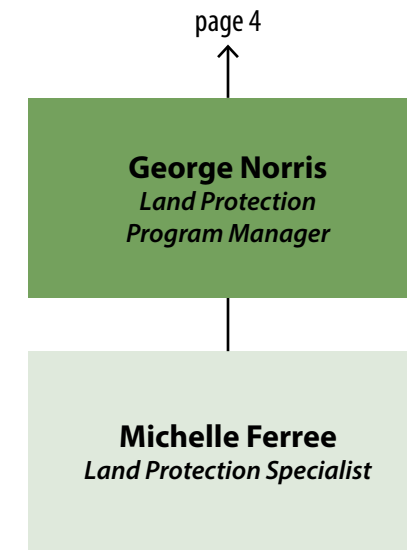 page 4
George Norris
Land Protection
Program Manager
Michelle Ferree
Land Protection Specialist